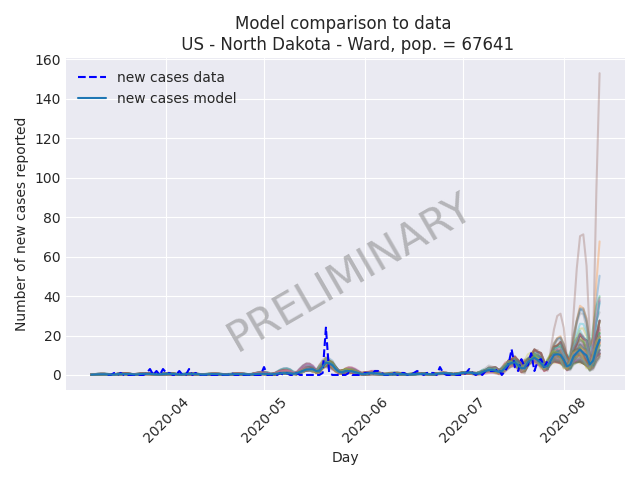 Model comparison to data
US - North Dakota - Ward, pop. = 67641
new cases data
new cases model
Number of new cases reported
160
140
120
100
80
60
40
20
0
PRELIMINARY
2020-04
2020-05
2020-06
2020-07
2020-08
Day